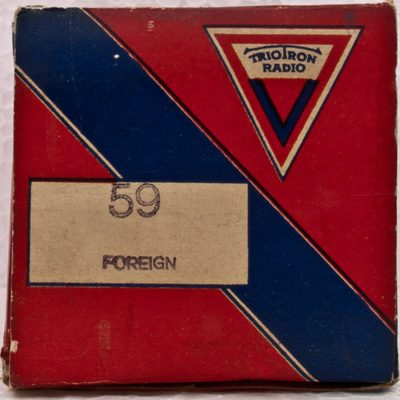 TRIOTRON
RADIO
59
FOREIGN